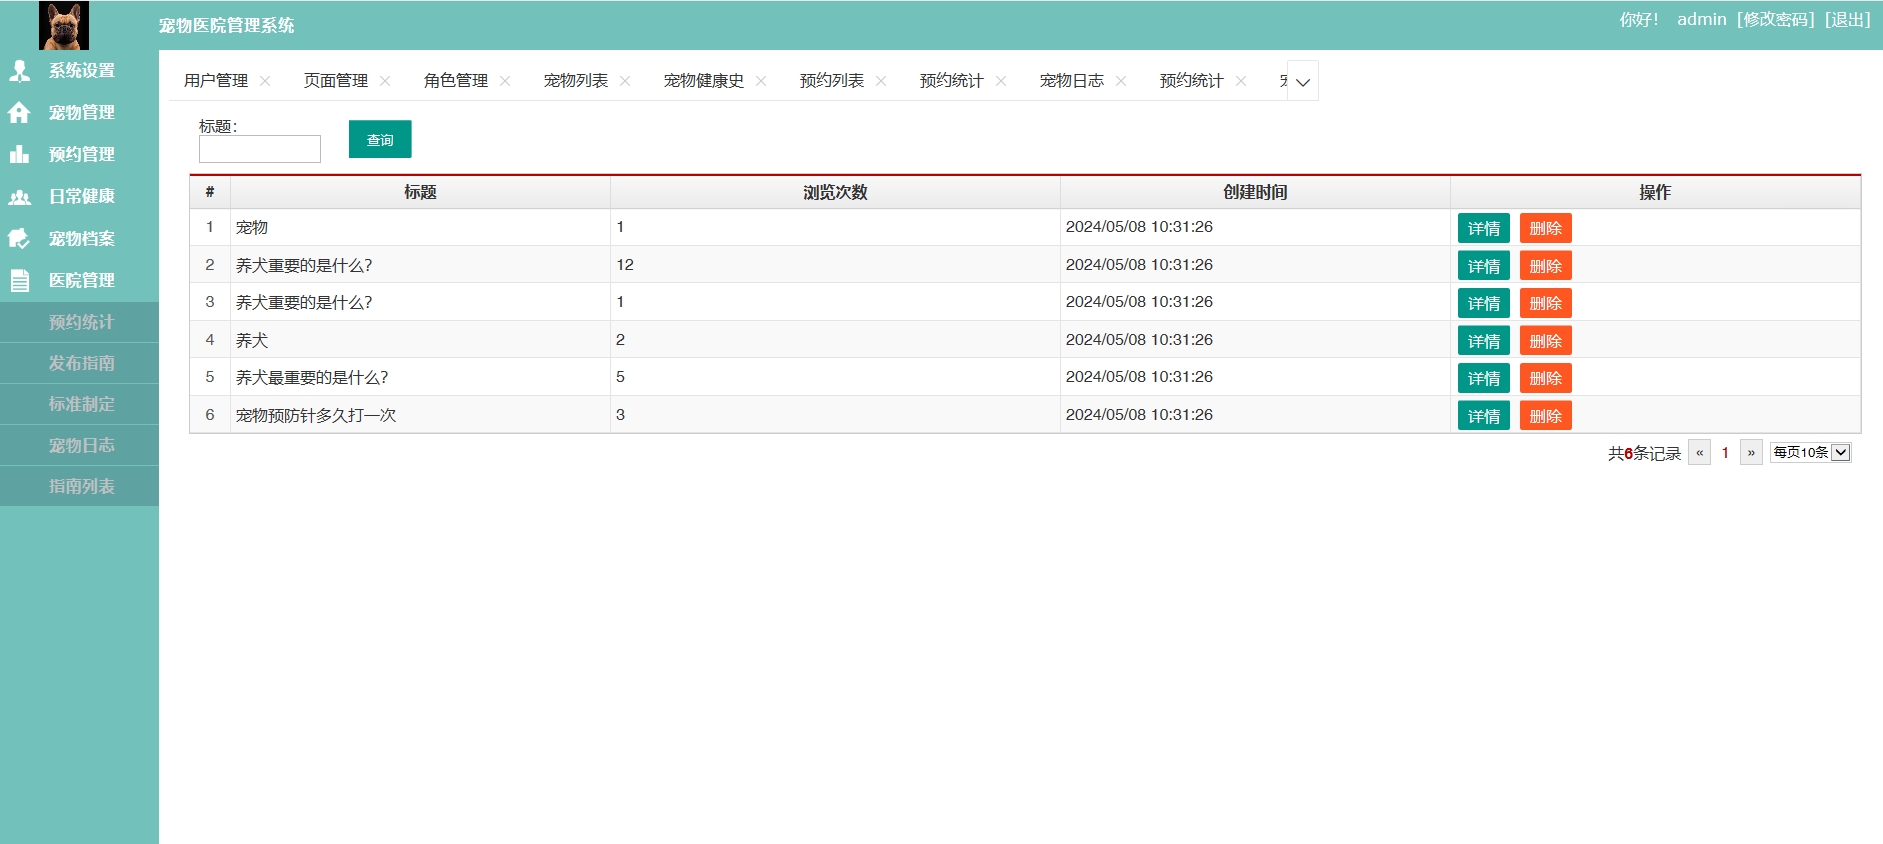 宠物医院管理系统
你好! admin [修改密码] [退出]
系统设置
宠物管理
预约管理
日常健康
宠物档案
医院管理
预约统计
发布指南
标准制定
宠物日志
指南列表
用户管理 页面管理 角色管理 宠物列表 宠物健康史 预约列表 预约统计 宠物日志 预约统计
标题:
查询
# 标题 浏览次数 创建时间 操作
1 宠物 1 2024/05/08 10:31:26 详情 删除
2 养犬重要的是什么? 12 2024/05/08 10:31:26 详情 删除
3 养犬重要的是什么? 1 2024/05/08 10:31:26 详情 删除
4 养犬 2 2024/05/08 10:31:26 详情 删除
5 养犬最重要的是什么? 5 2024/05/08 10:31:26 详情 删除
6 宠物预防针多久打一次 3 2024/05/08 10:31:26 详情 删除
共6条记录 « 1 » 每页10条